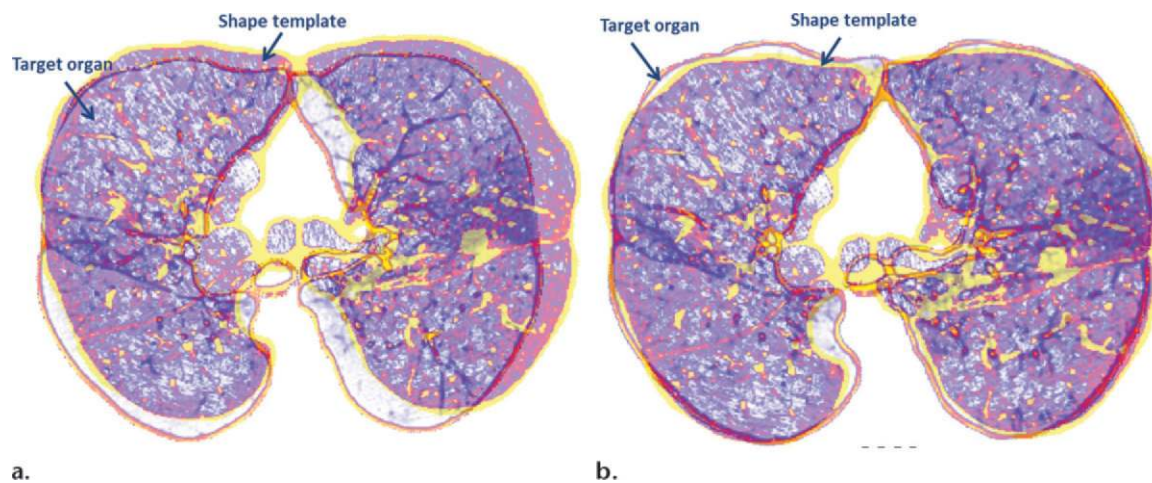 Shape template
Target organ
Shape template
Target organ
a.
b.